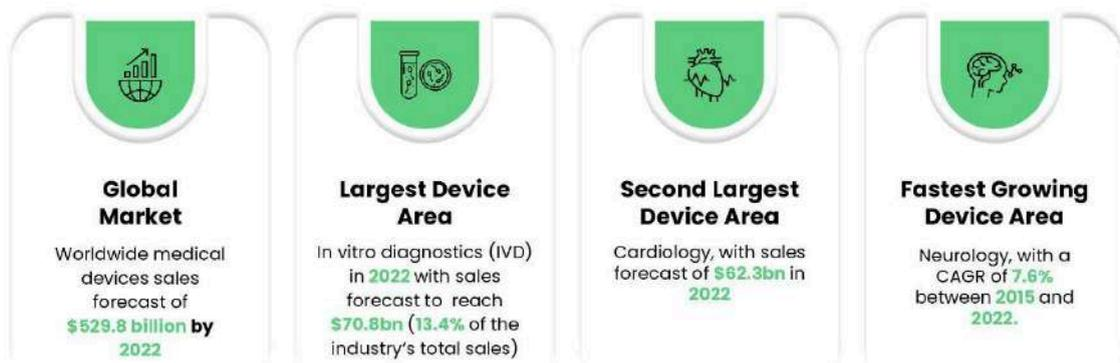 Global
Market
Worldwide medical
devices sales
forecast of
$529.8 billion by
2022
Largest Device
Area
In vitro diagnostics (IVD)
in 2022 with sales
forecast to reach
$70.8bn (13.4% of the
industry's total sales)
Second Largest
Device Area
Cardiology, with sales
forecast of $62.3bn in
2022
Fastest Growing
Device Area
Neurology, with a
CAGR of 7.6%
between 2015 and
2022.